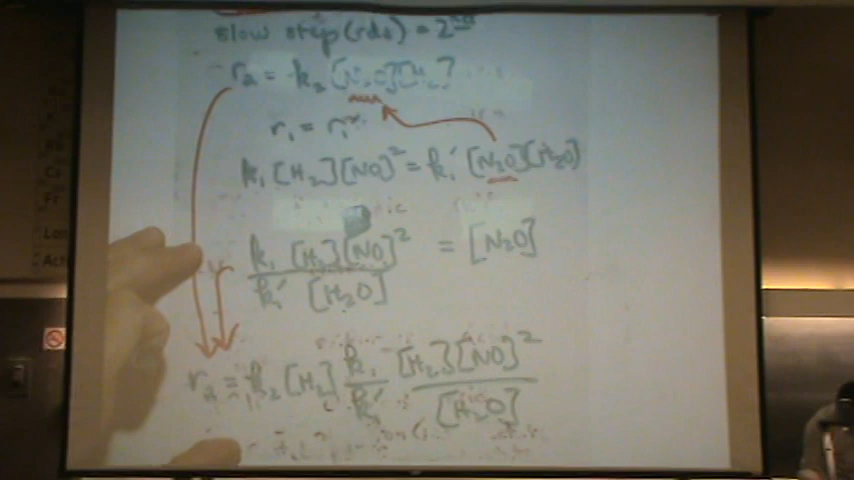 slow step (rds) = 2nd
r₂ = k₂ [N₂O][H₂]
r₁ = r₁'
k₁ [H₂][NO]² = k₁' [N₂O][H₂O]
k₁ [H₂][NO]² / k₁' [H₂O] = [N₂O]
r₂ = k₂ [H₂] k₁ / k₁' [H₂][NO]² / [H₂O]